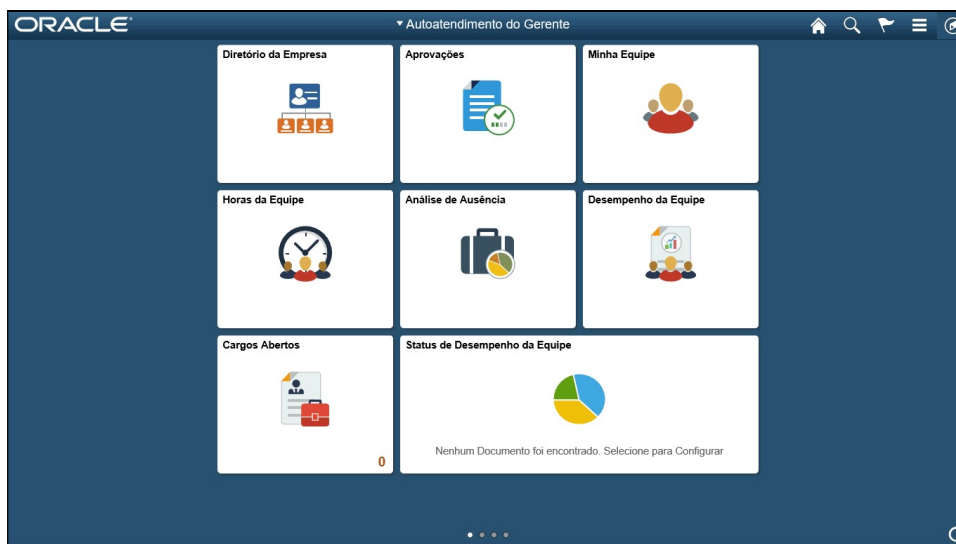 ORACLE
Autoatendimento do Gerente
Diretório da Empresa
Aprovações
Minha Equipe
Horas da Equipe
Análise de Ausência
Desempenho da Equipe
Cargos Abertos
0
Status de Desempenho da Equipe
Nenhum Documento foi encontrado. Selecione para Configurar